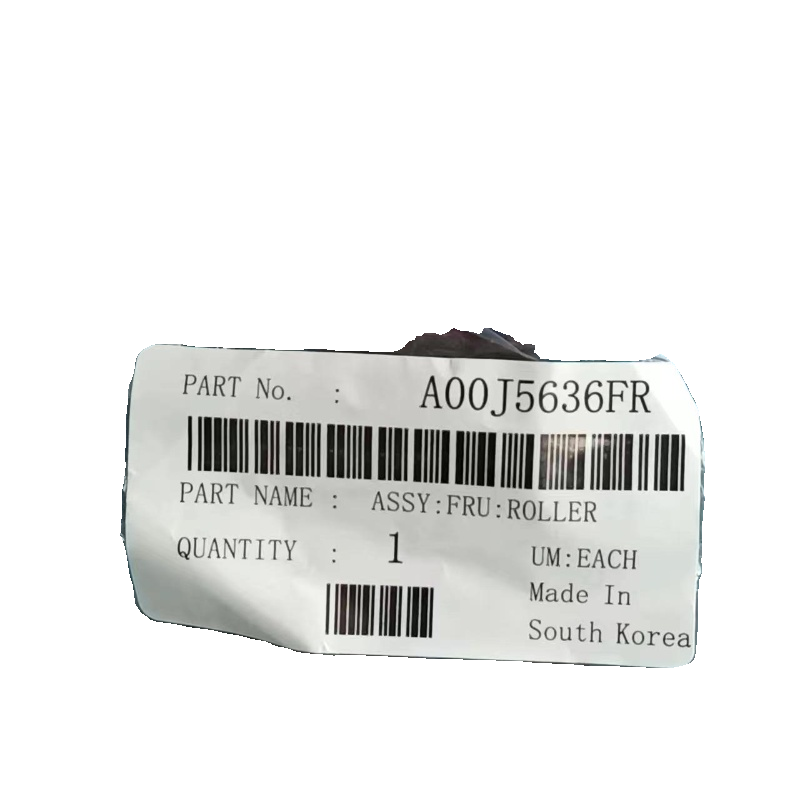 PART No. : A00J5636FR
PART NAME : ASSY:FRU:ROLLER
QUANTITY : 1 UM:EACH
Made In
South Korea